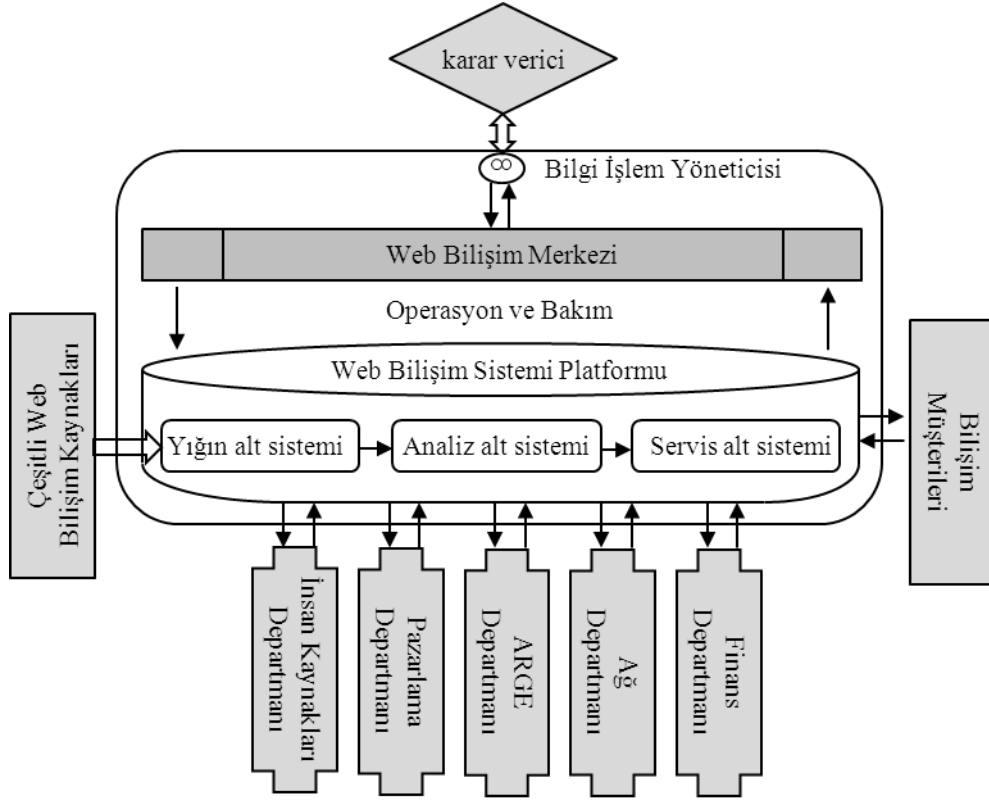 karar verici
∞
Bilgi İşlem Yöneticisi
Web Bilişim Merkezi
Operasyon ve Bakım
Web Bilişim Sistemi Platformu
Çeşitli Web
Bilişim Kaynakları
Yığın alt sistemi
Analiz alt sistemi
Servis alt sistemi
Bilişim
Müşterileri
İnsan Kaynakları
Departmanı
Pazarlama
Departmanı
ARGE
Departmanı
Ağ
Departmanı
Finans
Departmanı